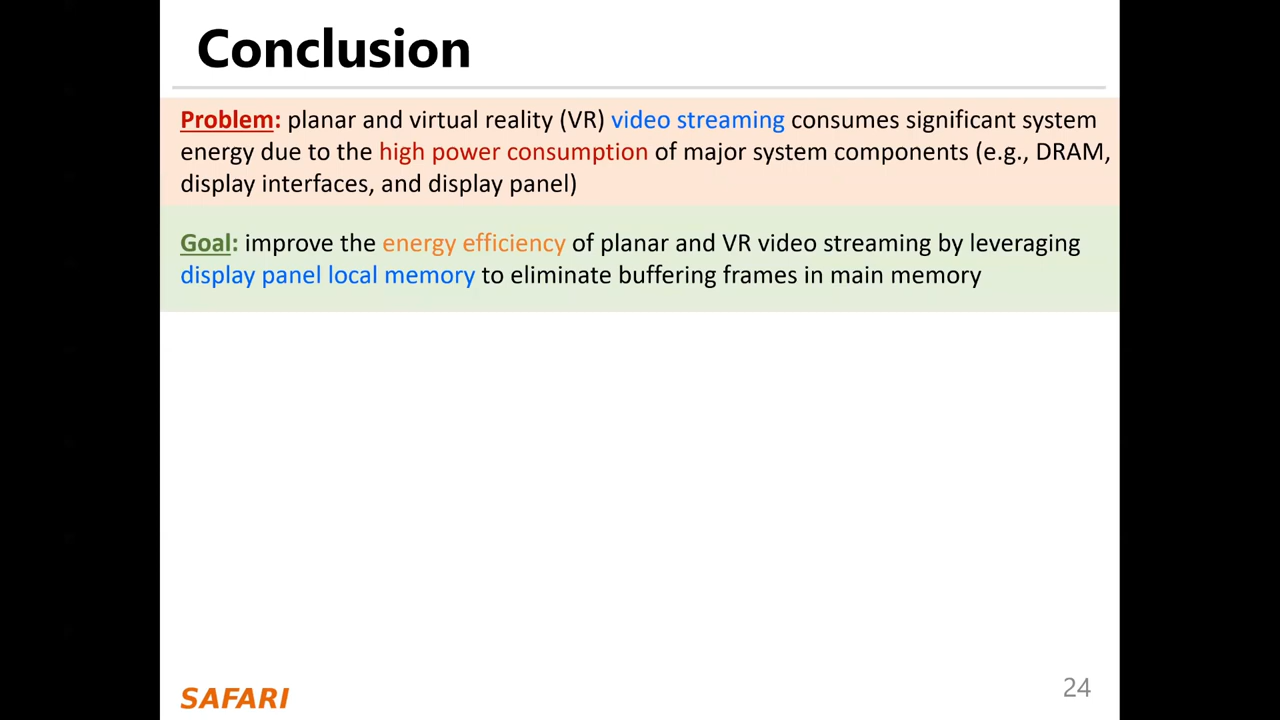 Conclusion
Problem: planar and virtual reality (VR) video streaming consumes significant system
energy due to the high power consumption of major system components (e.g., DRAM,
display interfaces, and display panel)
Goal: improve the energy efficiency of planar and VR video streaming by leveraging
display panel local memory to eliminate buffering frames in main memory
SAFARI
24